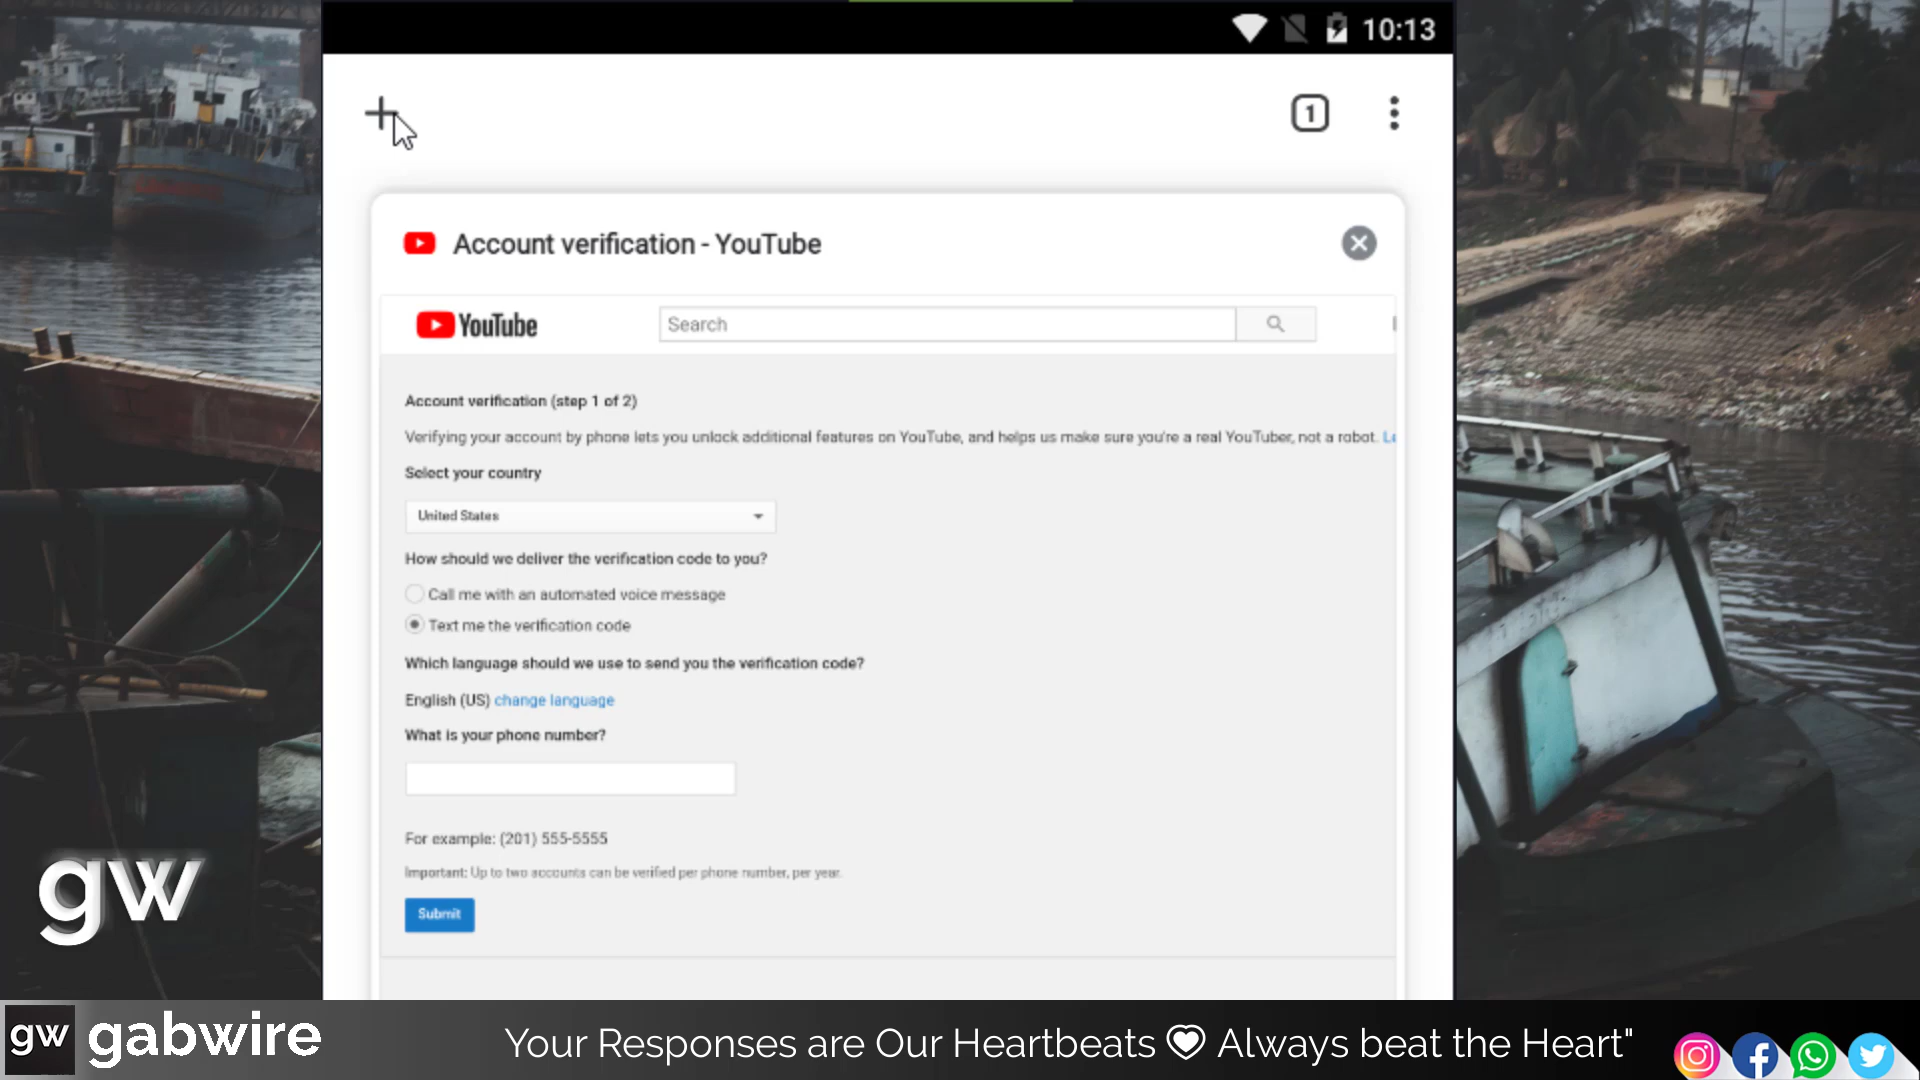 10:13
1
Account verification - YouTube
YouTube
Search
Account verification (step 1 of 2)
Verifying your account by phone lets you unlock additional features on YouTube, and helps us make sure you're a real YouTuber, not a robot.
Select your country
United States
How should we deliver the verification code to you?
Call me with an automated voice message
Text me the verification code
Which language should we use to send you the verification code?
English (US) change language
What is your phone number?
For example: (201) 555-5555
Important: Up to two accounts can be verified per phone number, per year.
Submit
gw
gw gabwire
Your Responses are Our Heartbeats Always beat the Heart"